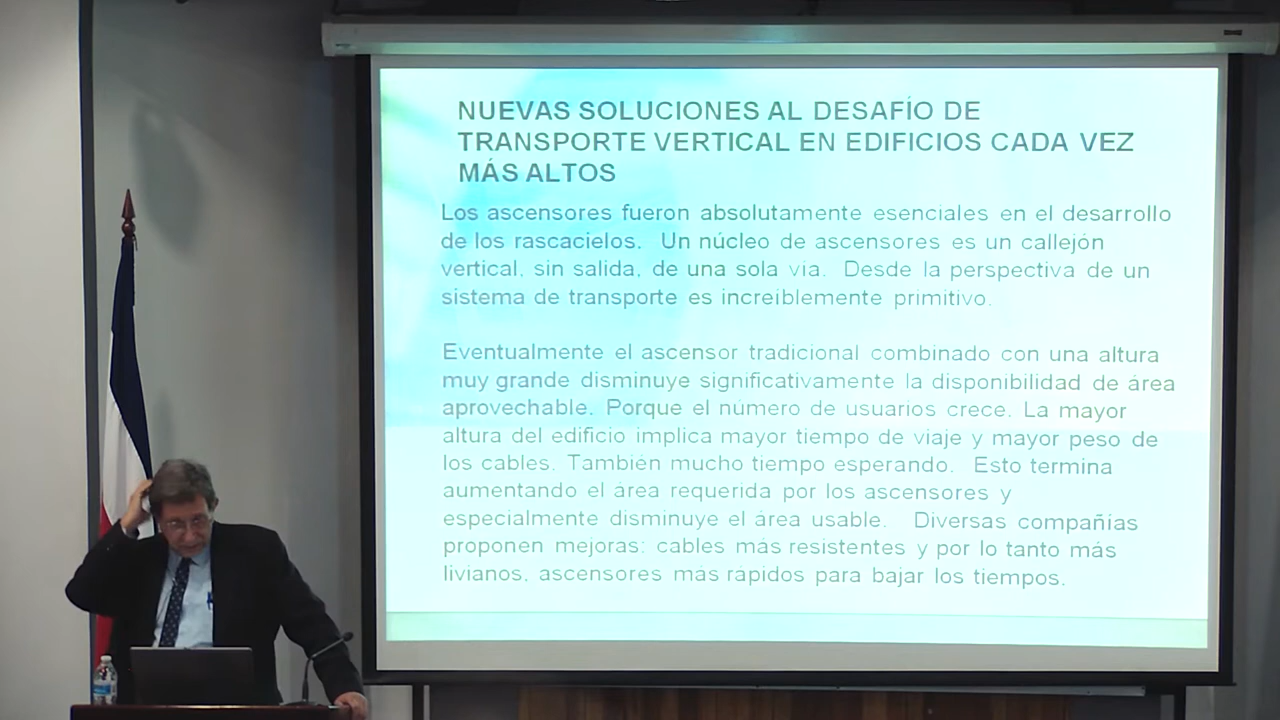 NUEVAS SOLUCIONES AL DESAFÍO DE
TRANSPORTE VERTICAL EN EDIFICIOS CADA VEZ
MÁS ALTOS
Los ascensores fueron absolutamente esenciales en el desarrollo
de los rascacielos. Un núcleo de ascensores es un callejón
vertical, sin salida, de una sola via. Desde la perspectiva de un
sistema de transporte es increiblemente primitivo.
Eventualmente el ascensor tradicional combinado con una altura
muy grande disminuye significativamente la disponibilidad de área
aprovechable. Porque el número de usuarios crece. La mayor
altura del edificio implica mayor tiempo de viaje y mayor peso de
los cables. También mucho tiempo esperando. Esto termina
aumentando el área requerida por los ascensores y
especialmente disminuye el área usable. Diversas compañías
proponen mejoras: cables más resistentes y por lo tanto más
livianos, ascensores más rápidos para bajar los tiempos.